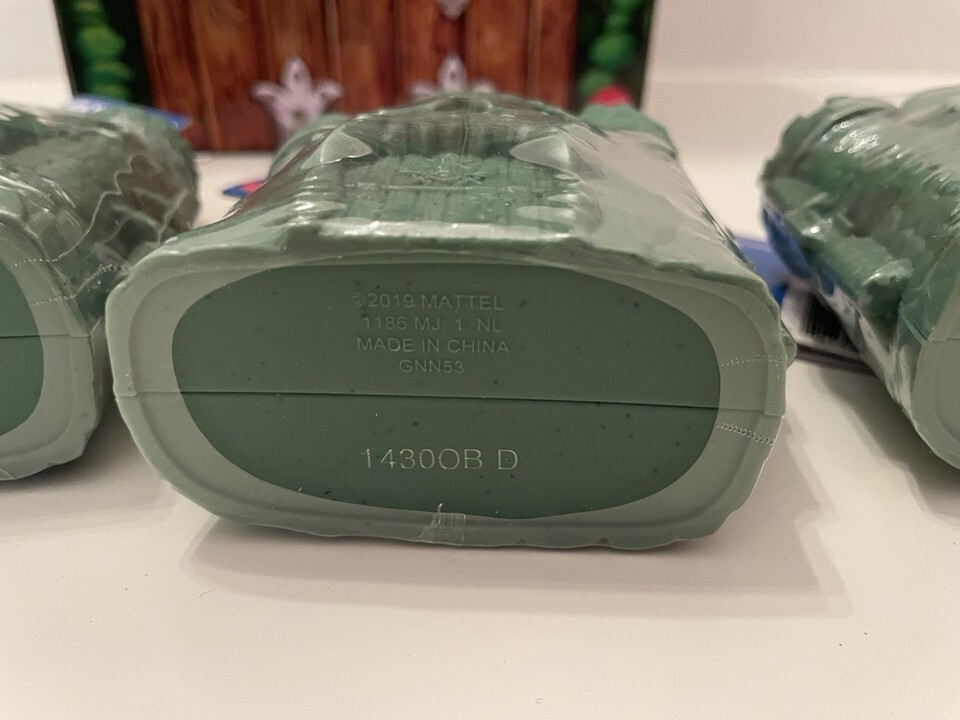 ©2019 MATTEL
1186 MJ, 1, NL
MADE IN CHINA
GNN53
1430OB D